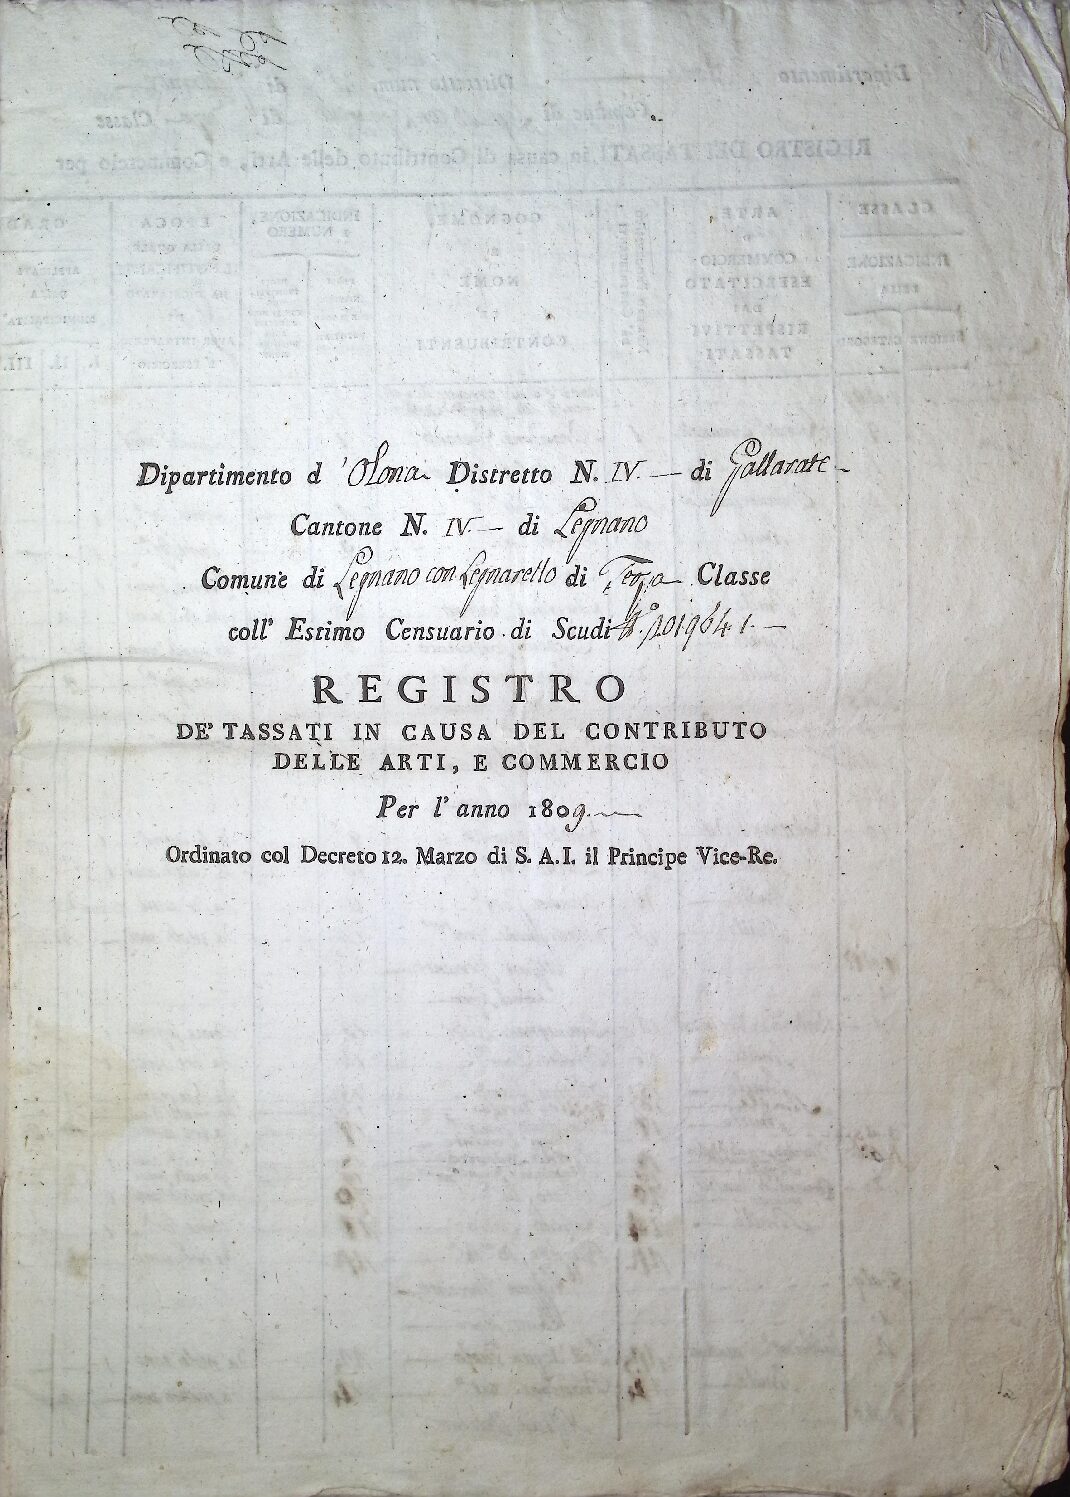 Dipartimento d'Olona Distretto N. IV. — di Gallarate
Cantone N. IV. — di Legnano
Comune di Legnano con Legnarello di Terza Classe
coll' Estimo Censuario di Scudi
REGISTRO
DE' TASSATI IN CAUSA DEL CONTRIBUTO
DELLE ARTI, E COMMERCIO
Per l' anno 1809.
Ordinato col Decreto 12. Marzo di S. A. I. il Principe Vice-Re.